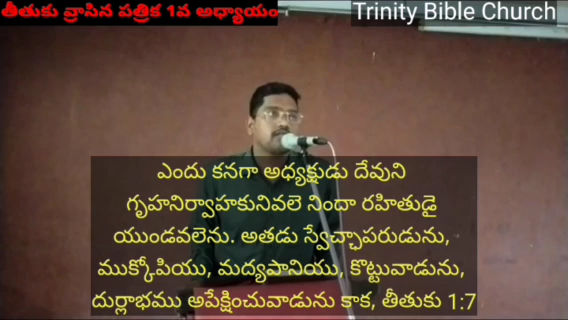 తీతుకు వ్రాసిన పత్రిక 1వ అధ్యాయం
Trinity Bible Church
ఎందు కనగా అధ్యక్షుడు దేవుని
గృహనిర్వాహకునివలె నిందా రహితుడై
యుండవలెను. అతడు స్వేచ్ఛాపరుడును,
ముక్కోపియు, మద్యపానియు, కొట్టువాడును,
దుర్లాభము అపేక్షించువాడును కాక, తీతుకు 1:7